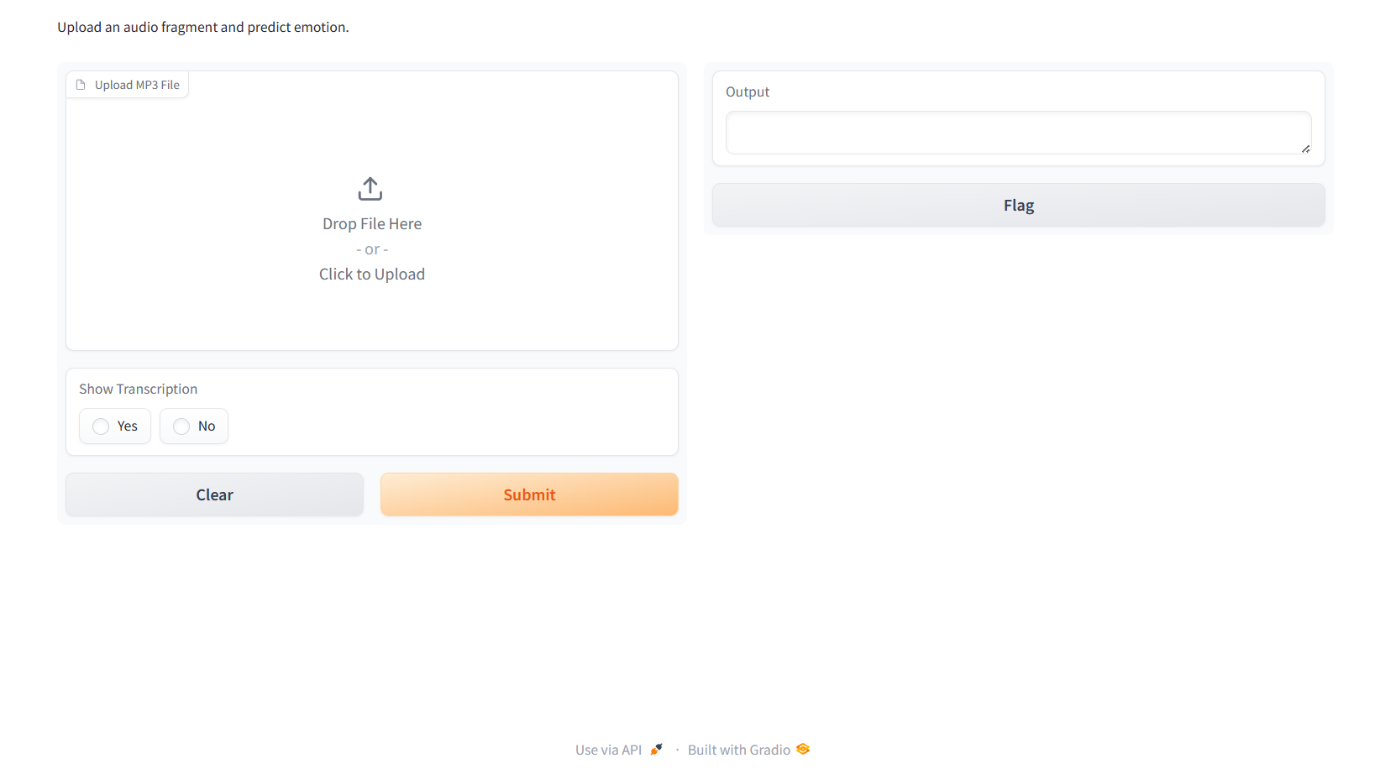 Upload an audio fragment and predict emotion.
Upload MP3 File
Drop File Here
- or -
Click to Upload
Show Transcription
Yes
No
Clear
Submit
Output
Flag
Use via API · Built with Gradio